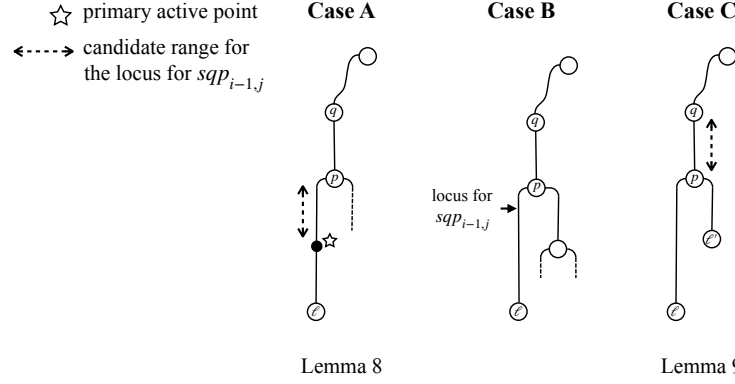 ☆ primary active point
candidate range for
the locus for sqp_{i−1,j}
Case A
q
p
ℓ
Lemma 8
Case B
q
p
locus for
sqp_{i−1,j}
ℓ
Case C
q
p
ℓ'
ℓ
Lemma 9